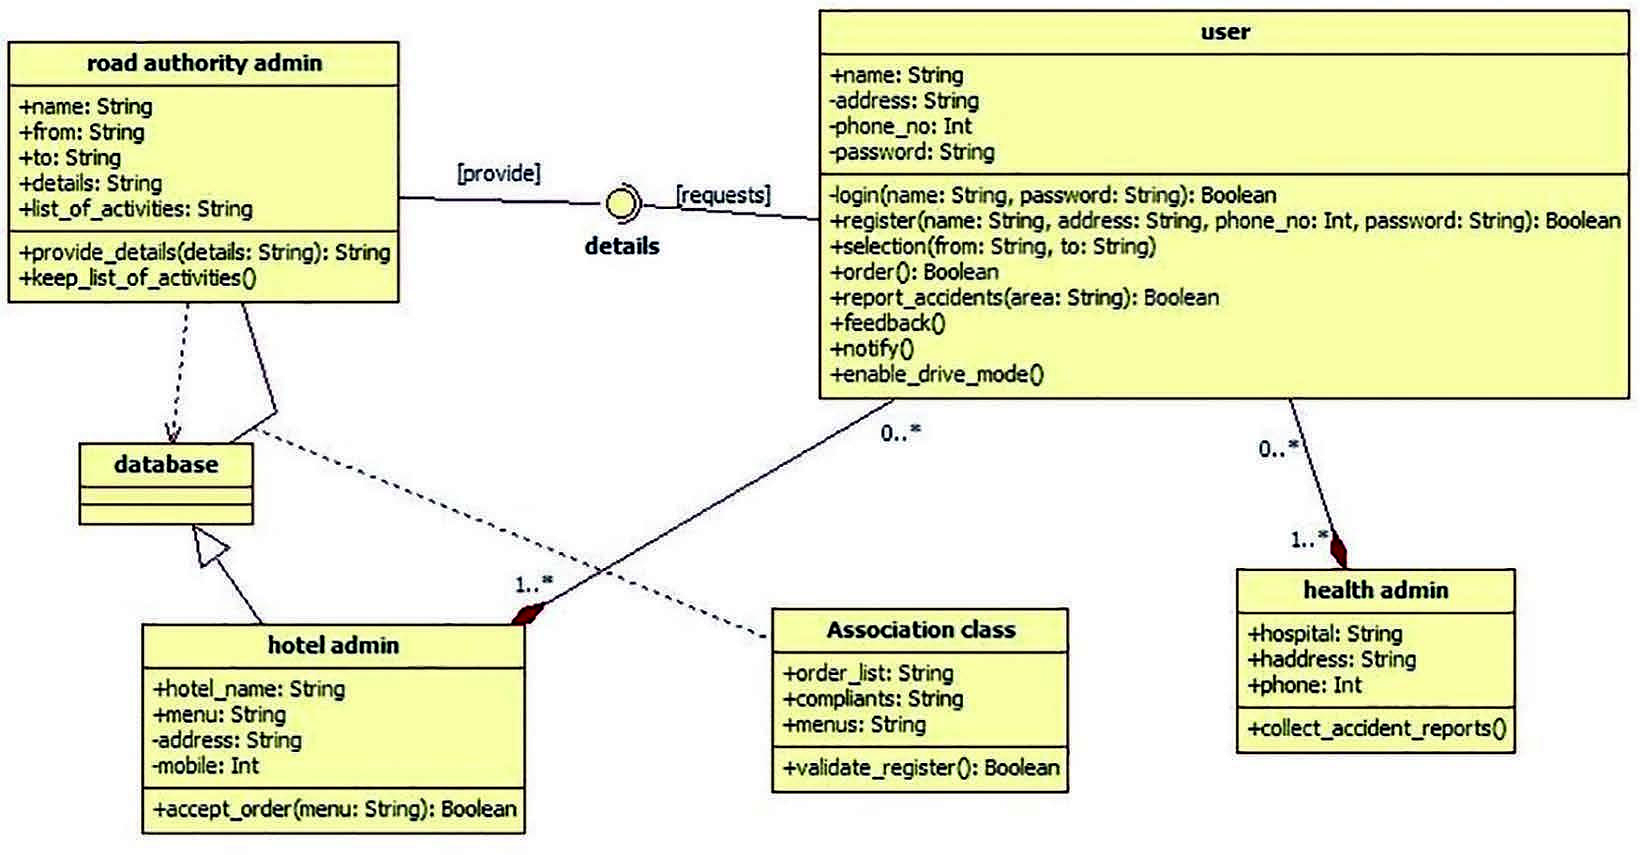 road authority admin
+name: String
+from: String
+to: String
+details: String
+list_of_activities: String
+provide_details(details: String): String
+keep_list_of_activities()
[provide]
[requests]
details
user
+name: String
-address: String
-phone_no: Int
-password: String
-login(name: String, password: String): Boolean
+register(name: String, address: String, phone_no: Int, password: String): Boolean
+selection(from: String, to: String)
+order(): Boolean
+report_accidents(area: String): Boolean
+feedback()
+notify()
+enable_drive_mode()
0..*
0..*
1..*
1..*
database
hotel admin
+hotel_name: String
+menu: String
-address: String
-mobile: Int
+accept_order(menu: String): Boolean
Association class
+order_list: String
+compliants: String
+menus: String
+validate_register(): Boolean
health admin
+hospital: String
+haddress: String
+phone: Int
+collect_accident_reports()